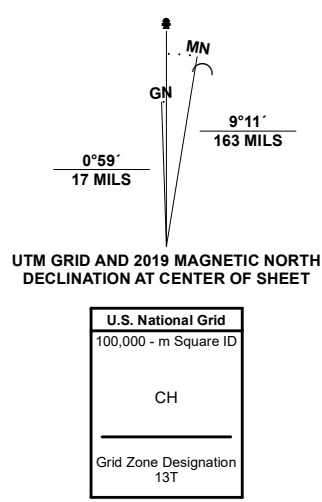 MN
GN
9°11´
163 MILS
0°59´
17 MILS
UTM GRID AND 2019 MAGNETIC NORTH
DECLINATION AT CENTER OF SHEET
U.S. National Grid
100,000 - m Square ID
CH
Grid Zone Designation
13T